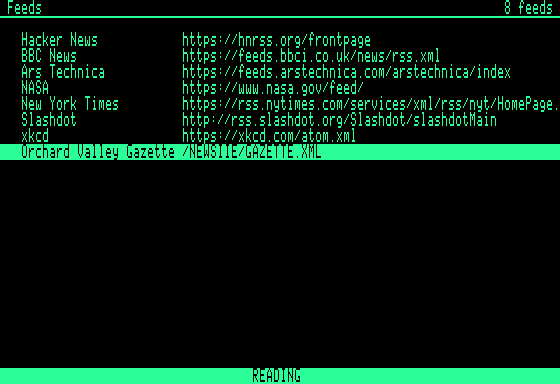 Feeds 8 feeds
Hacker News https://hnrss.org/frontpage
BBC News https://feeds.bbci.co.uk/news/rss.xml
Ars Technica https://feeds.arstechnica.com/arstechnica/index
NASA https://www.nasa.gov/feed/
New York Times https://rss.nytimes.com/services/xml/rss/nyt/HomePage.
Slashdot http://rss.slashdot.org/Slashdot/slashdotMain
xkcd https://xkcd.com/atom.xml
Orchard Valley Gazette /NEWSIIE/GAZETTE.XML
READING